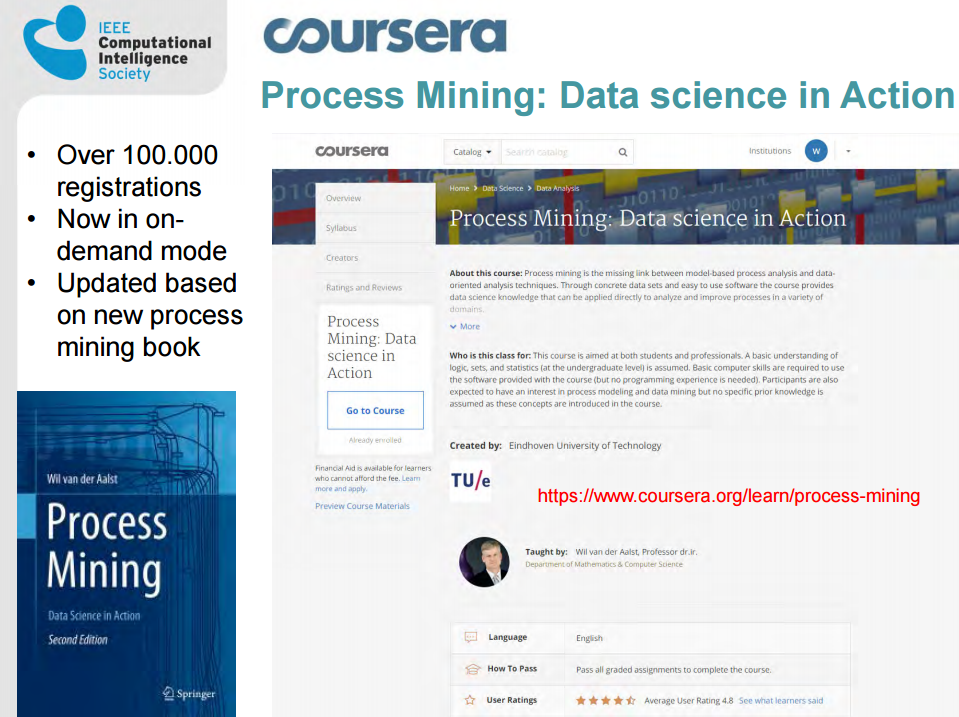 IEEE
Computational
Intelligence
Society
coursera
Process Mining: Data science in Action
• Over 100.000
registrations
• Now in on-
demand mode
• Updated based
on new process
mining book
Wil van der Aalst
Process
Mining
Data Science in Action
Second Edition
Springer
coursera
Catalog
Search catalog
Institutions
W
Home > Data Science > Data Analysis
Process Mining: Data science in Action
Overview
Syllabus
Creators
Ratings and Reviews
Process
Mining: Data
science in
Action
Go to Course
Already enrolled
Financial Aid is available for learners
who cannot afford the fee. Learn
more and apply.
Preview Course Materials
About this course: Process mining is the missing link between model-based process analysis and data-
oriented analysis techniques. Through concrete data sets and easy to use software the course provides
data science knowledge that can be applied directly to analyze and improve processes in a variety of
domains.
More
Who is this class for: This course is aimed at both students and professionals. A basic understanding of
logic, sets, and statistics (at the undergraduate level) is assumed. Basic computer skills are required to use
the software provided with the course (but no programming experience is needed). Participants are also
expected to have an interest in process modeling and data mining but no specific prior knowledge is
assumed as these concepts are introduced in the course.
Created by: Eindhoven University of Technology
TU/e
https://www.coursera.org/learn/process-mining
Taught by: Wil van der Aalst, Professor dr.ir.
Department of Mathematics & Computer Science
Language English
How To Pass Pass all graded assignments to complete the course.
User Ratings Average User Rating 4.8 See what learners said